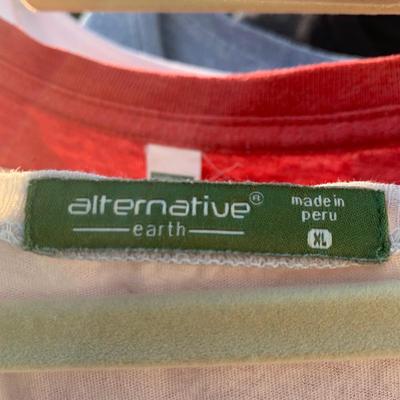 alternative®
earth
made in
peru
XL